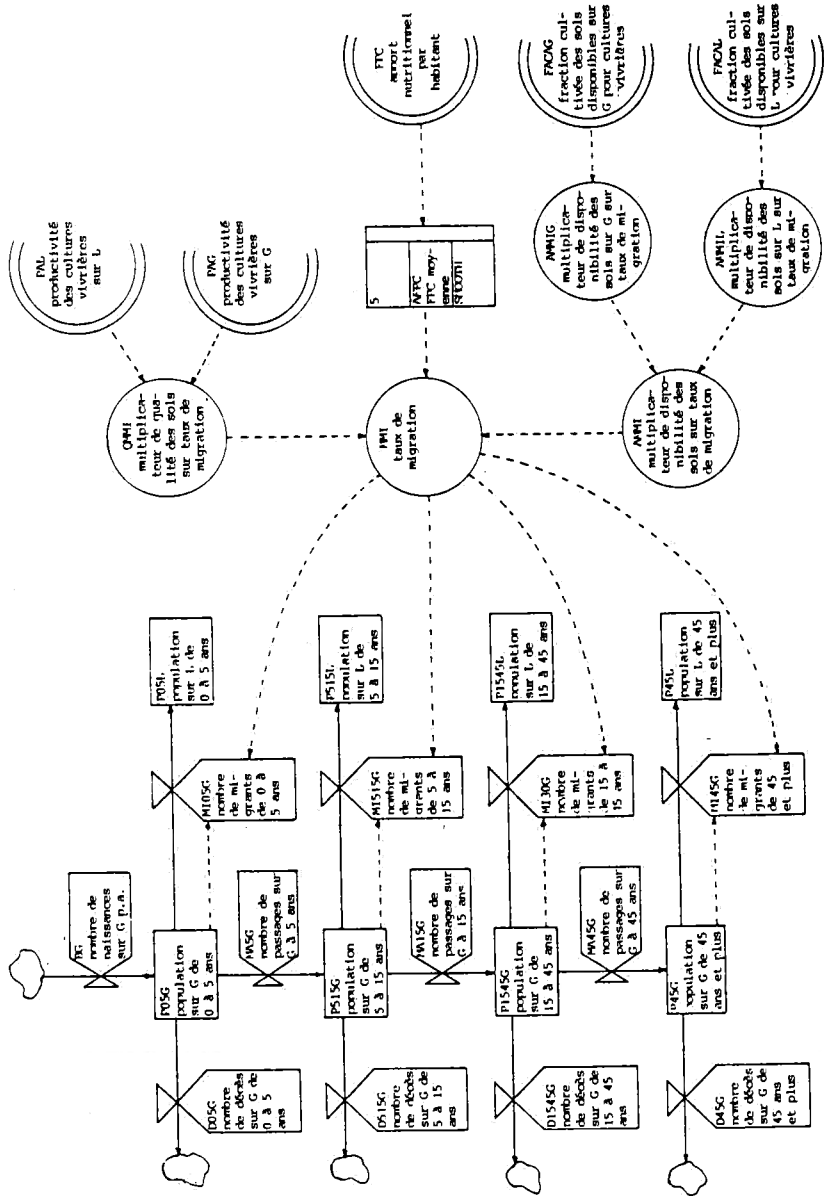 PAL
productivité
des cultures
vivrières
sur L
PAG
productivité
des cultures
vivrières
sur G
QMMI
multiplica-
teur de qua-
lité des sols
sur taux de
migration
FTC
apport
nutritionnel
par
habitant
5
AFPC
FTC moy-
enne
MMI
taux de
migration
FACAG
fraction cul-
tivée des sols
disponibles sur
G pour cultures
vivrières
FACAL
fraction cul-
tivée des sols
disponibles sur
L pour cultures
vivrières
AMMIG
multiplica-
teur de dispo-
nibilité des
sols sur G sur
taux de mi-
gration
AMMIL
multiplica-
teur de dispo-
nibilité des
sols sur L sur
taux de mi-
gration
AMMI
multiplica-
teur de dispo-
nibilité des
sols sur taux
de migration
P05L
population
sur L de
0 à 5 ans
P515L
population
sur L de
5 à 15 ans
P1545L
population
sur L de
15 à 45 ans
P45L
population
sur L de 45
ans et plus
MI05G
nombre
de mi-
grants
de 0 à
5 ans
MI515G
nombre
de mi-
grants
de 5 à
15 ans
nombre
de mi-
grants
de 15 à
15 ans
MI45G
nombre
de mi-
grants
de 45
et plus
nombre de
naissances
sur G p.a.
MA5G
nombre de
passages sur
G à 5 ans
MA15G
nombre de
passages sur
G à 15 ans
MA45G
nombre de
passages sur
G à 45 ans
P05G
population
sur G de
0 à 5 ans
P515G
population
sur G de
5 à 15 ans
P1545G
population
sur G de
15 à 45 ans
P45G
population
sur G de 45
ans et plus
D05G
nombre
de décès
sur G de
0 à 5
ans
D515G
nombre
de décès
sur G de
5 à 15
ans
D1545G
nombre
de décès
sur G de
15 à 45
ans
D45G
nombre
de décès
sur G de
45 ans
et plus